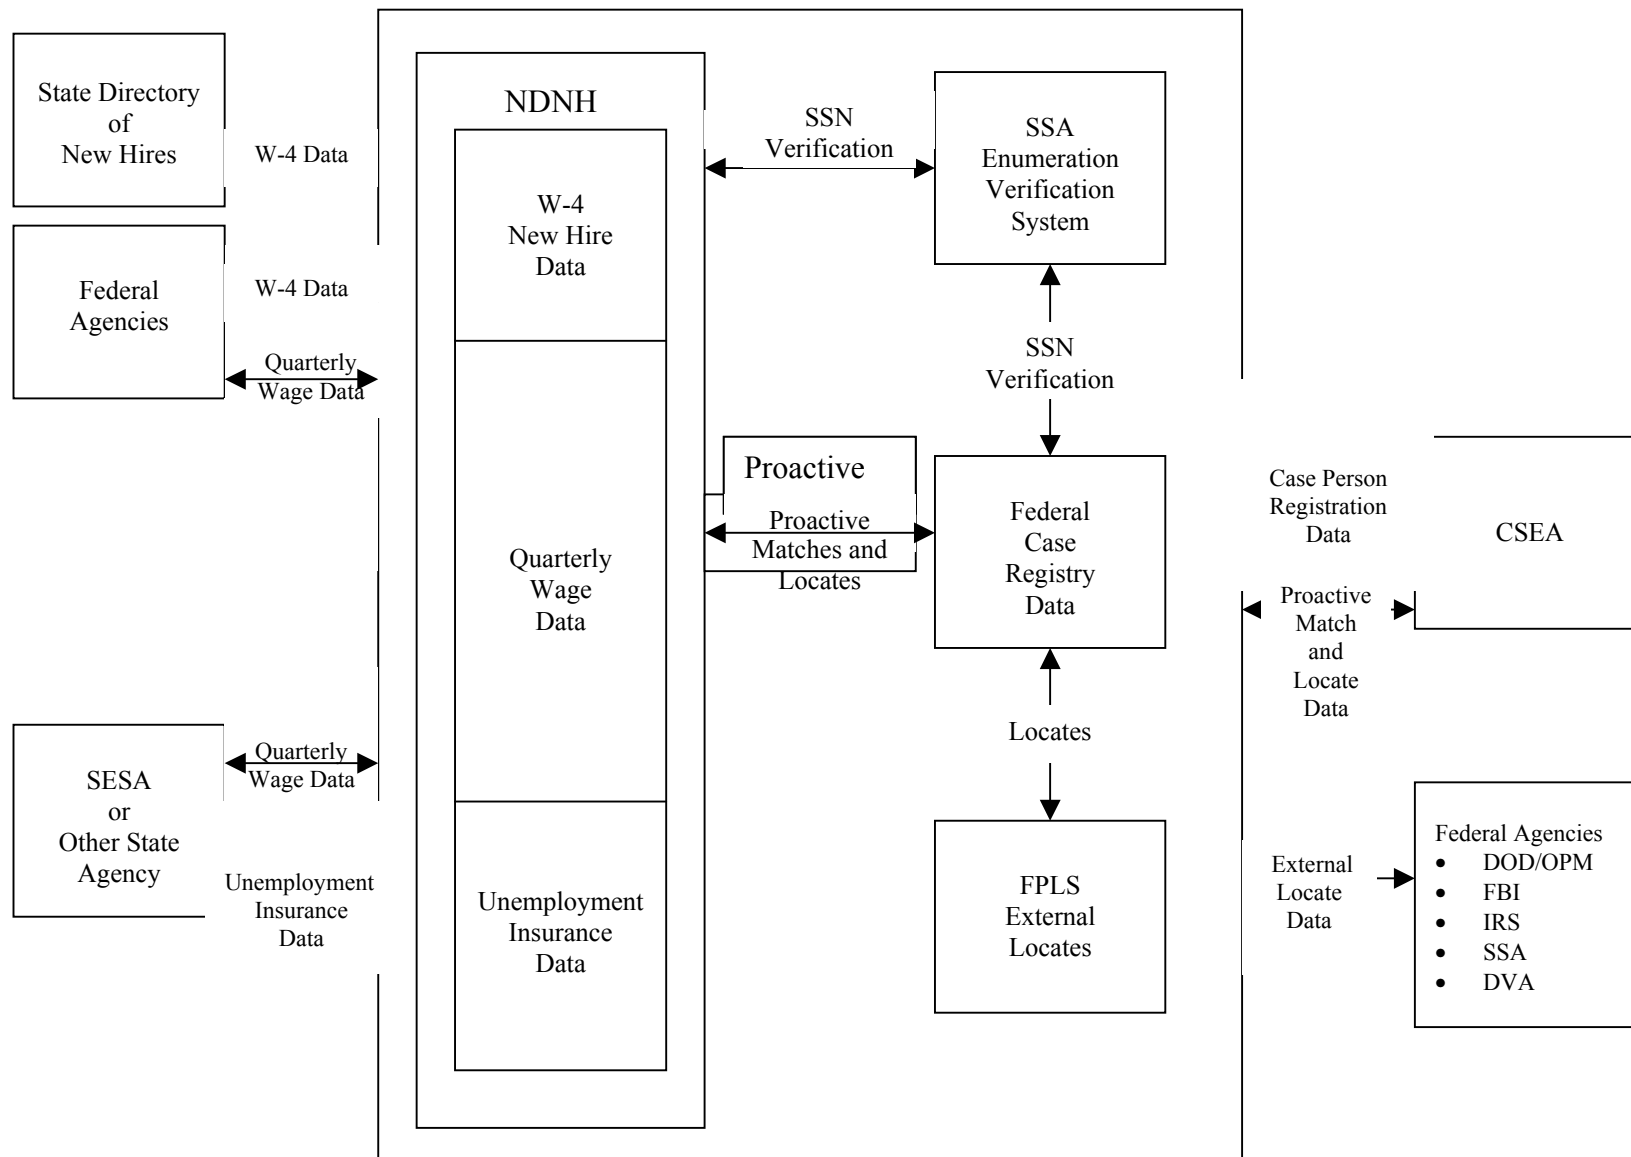 State Directory
of
New Hires
W-4 Data
Federal
Agencies
W-4 Data
Quarterly
Wage Data
SESA
or
Other State
Agency
Quarterly
Wage Data
Unemployment
Insurance
Data
NDNH
W-4
New Hire
Data
Quarterly
Wage
Data
Unemployment
Insurance
Data
SSN
Verification
SSA
Enumeration
Verification
System
SSN
Verification
Proactive
Proactive
Matches and
Locates
Federal
Case
Registry
Data
Locates
FPLS
External
Locates
Case Person
Registration
Data
CSEA
Proactive
Match
and
Locate
Data
External
Locate
Data
Federal Agencies
• DOD/OPM
• FBI
• IRS
• SSA
• DVA